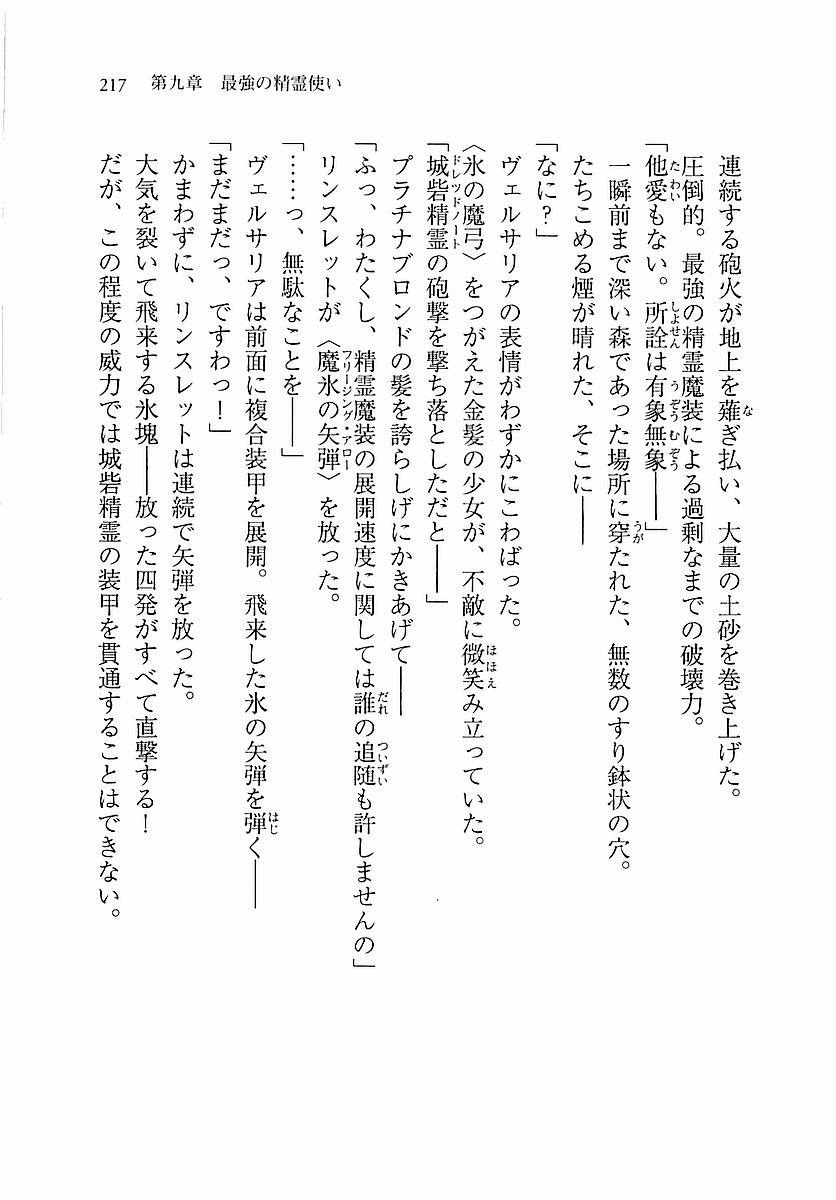 217 第九章 最強の精霊使い
連続する砲火が地上を薙ぎ払い、大量の土砂を巻き上げた。
圧倒的。最強の精霊魔装による過剰なまでの破壊力。
「他愛もない。所詮は有象無象――」
一瞬前まで深い森であった場所に穿たれた、無数のすり鉢状の穴。
たちこめる煙が晴れた、そこに――
「なに？」
ヴェルサリアの表情がわずかにこわばった。
〈氷の魔弓〉をつがえた金髪の少女が、不敵に微笑み立っていた。
「城砦精霊の砲撃を撃ち落としただと――」
プラチナブロンドの髪を誇らしげにかきあげて――
「ふっ、わたくし、精霊魔装の展開速度に関しては誰の追随も許しませんの」
リンスレットが〈魔氷の矢弾〉を放った。
「……っ、無駄なことを――」
ヴェルサリアは前面に複合装甲を展開。飛来した氷の矢弾を弾く――
「まだまだっ、ですわっ！」
かまわずに、リンスレットは連続で矢弾を放った。
大気を裂いて飛来する氷塊――放った四発がすべて直撃する！
だが、この程度の威力では城砦精霊の装甲を貫通することはできない。